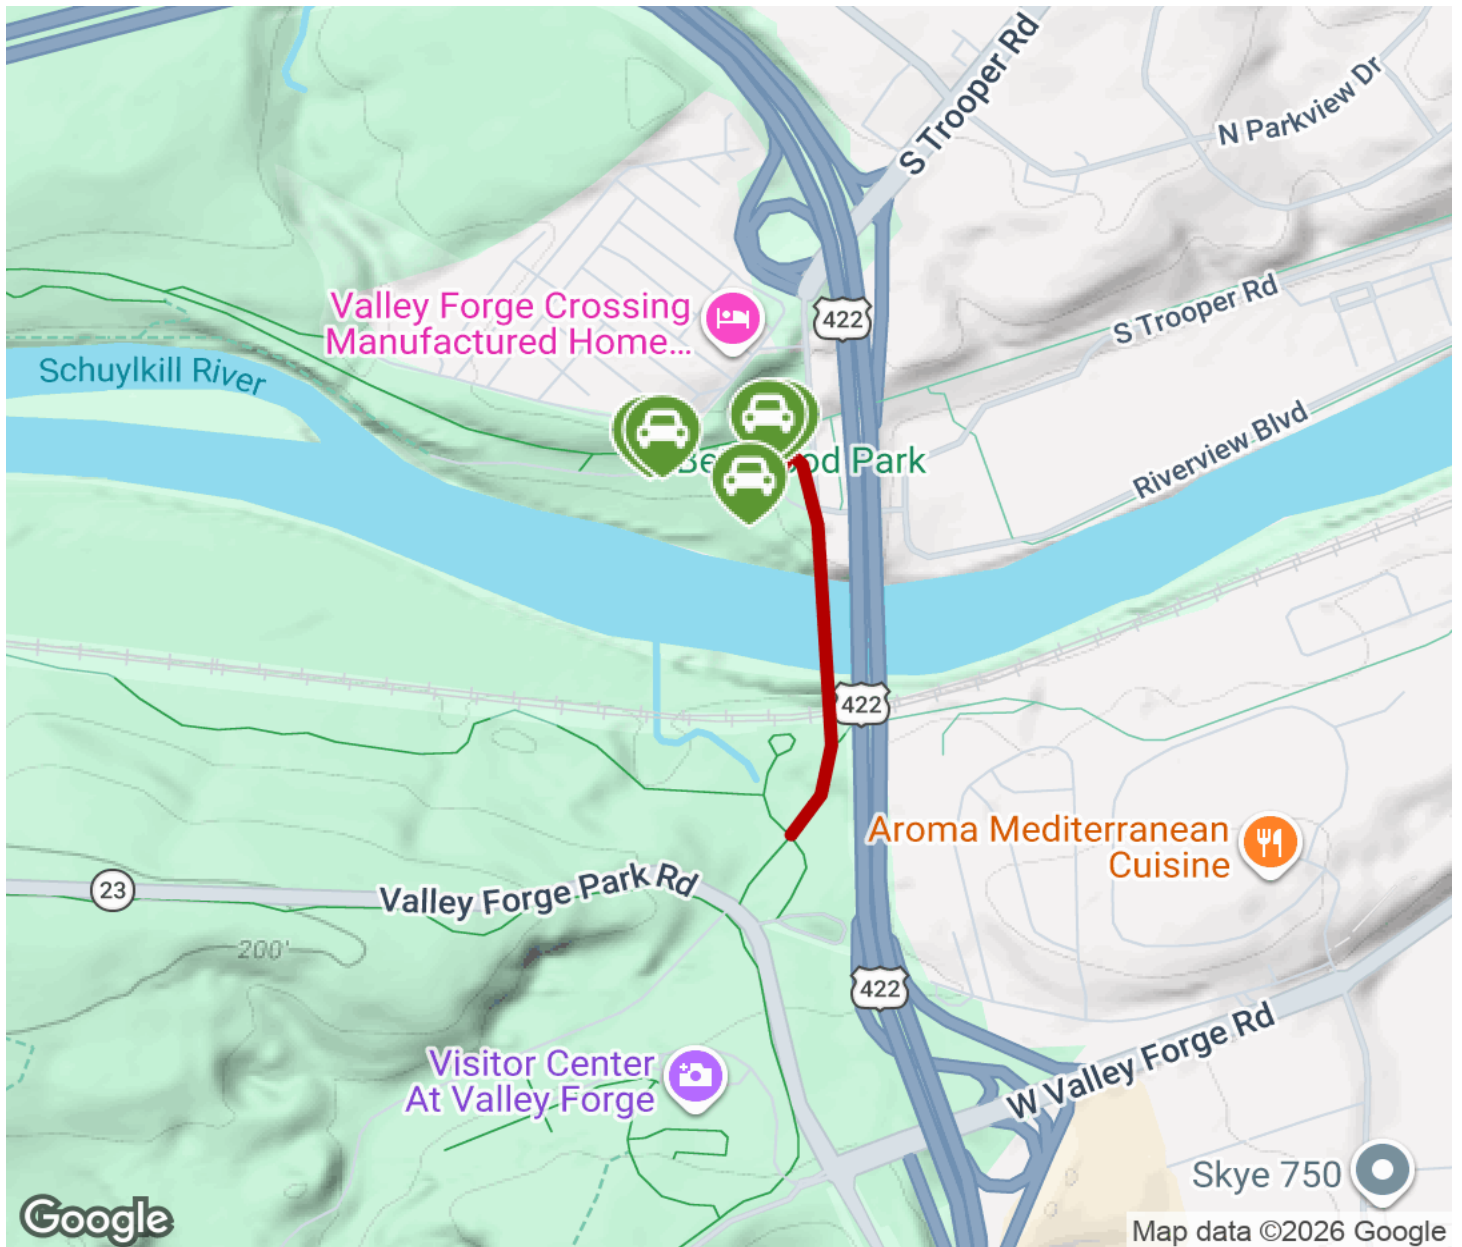 S Trooper Rd
N Parkview Dr
Valley Forge Crossing
Manufactured Home...
422
S Trooper Rd
Schuylkill River
Riverview Blvd
Park
422
Aroma Mediterranean
Cuisine
23
Valley Forge Park Rd
200'
422
W Valley Forge Rd
Visitor Center
At Valley Forge
Skye 750
Google
Map data ©2026 Google